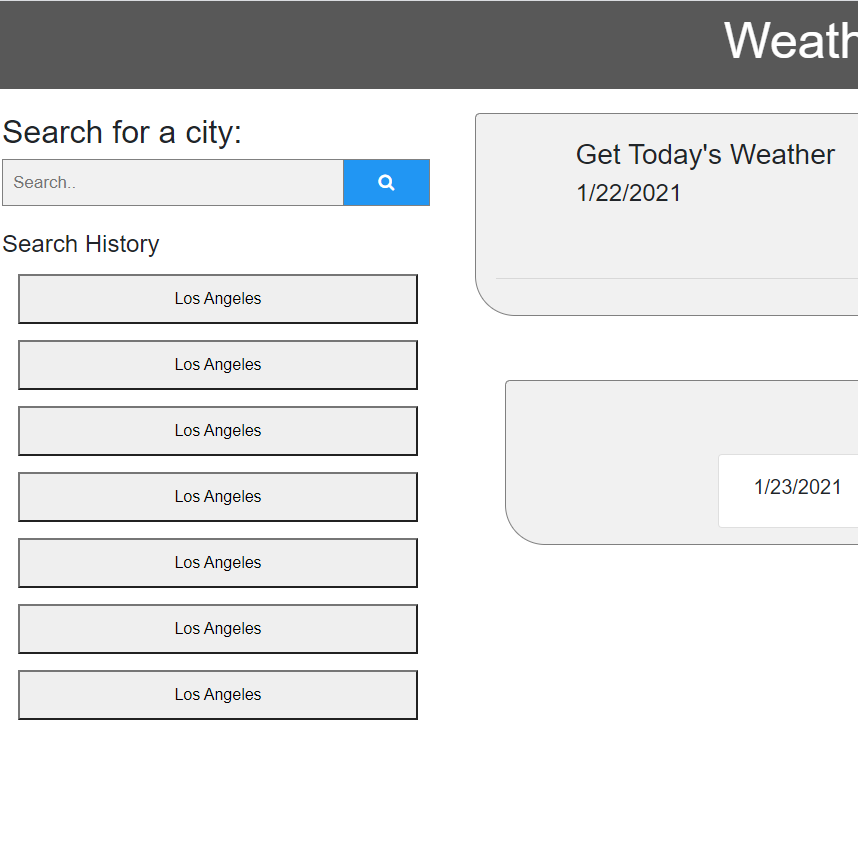 Search for a city:
Search..
Search History
Los Angeles
Los Angeles
Los Angeles
Los Angeles
Los Angeles
Los Angeles
Los Angeles
Weath
Get Today's Weather
1/22/2021
1/23/2021